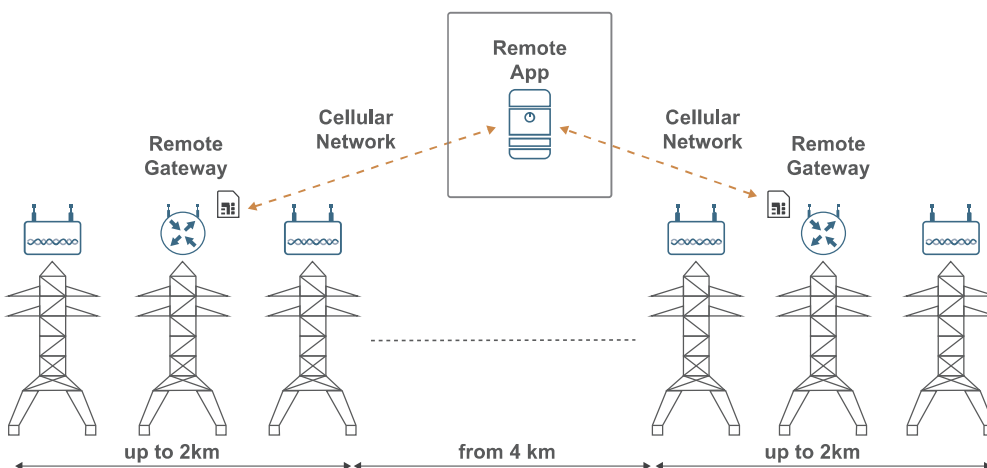 Remote
App
Cellular
Network
Cellular
Network
Remote
Gateway
Remote
Gateway
up to 2km
from 4 km
up to 2km